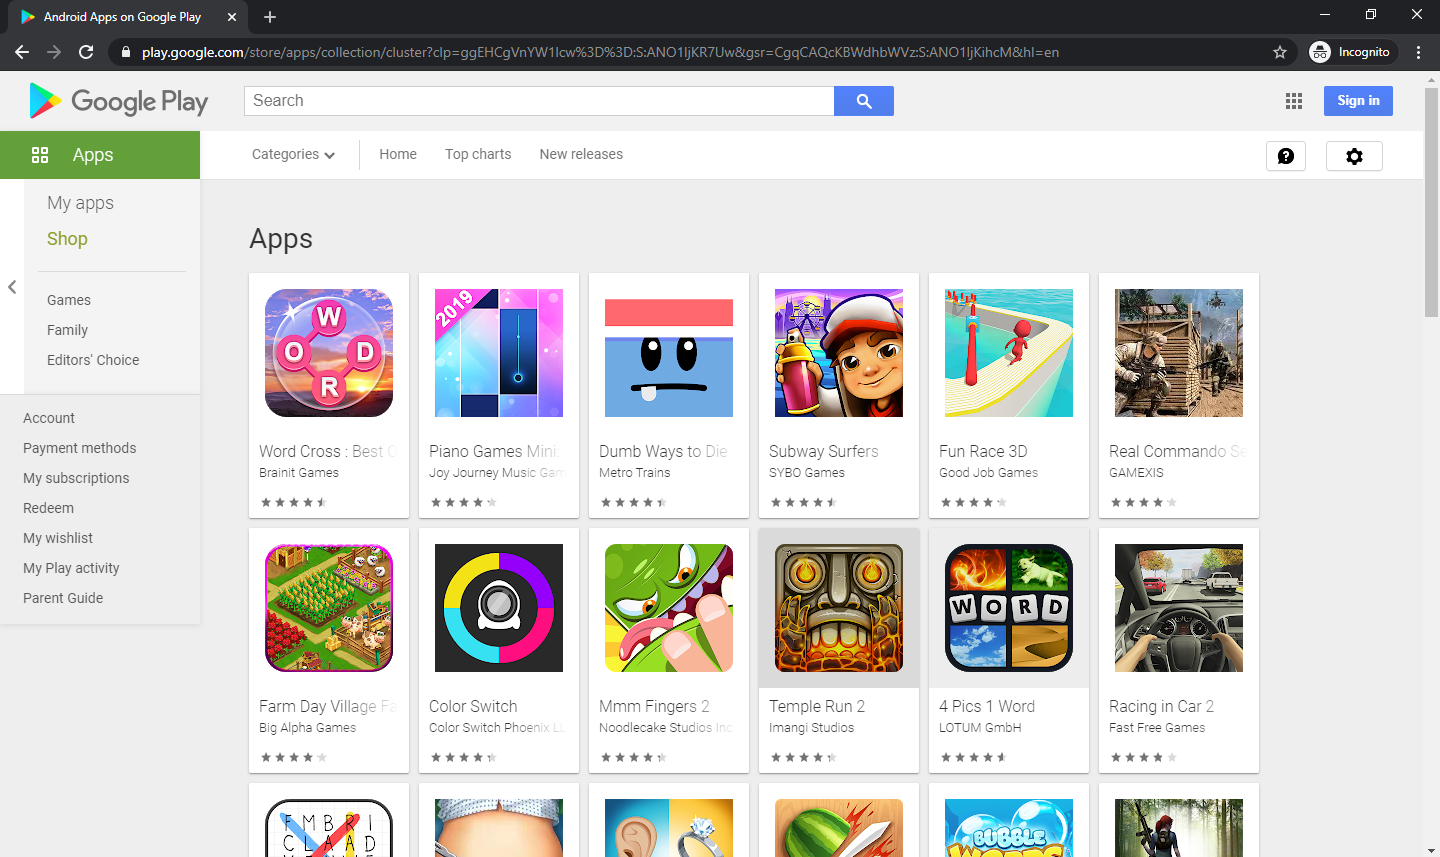 Android Apps on Google Play
play.google.com/store/apps/collection/cluster?clp=ggEHCgVnYW1lcw%3D%3D:S:ANO1ljKR7Uw&gsr=CgqCAQcKBWdhbWVz:S:ANO1ljKihcM&hl=en
Incognito
Google Play
Search
Sign in
Apps
Categories
Home
Top charts
New releases
My apps
Shop
Games
Family
Editors' Choice
Account
Payment methods
My subscriptions
Redeem
My wishlist
My Play activity
Parent Guide
Apps
W
O D
R
2019
Word Cross : Best O
Brainit Games
Piano Games Mini:
Joy Journey Music Gam
Dumb Ways to Die
Metro Trains
Subway Surfers
SYBO Games
Fun Race 3D
Good Job Games
Real Commando Se
GAMEXIS
WORD
Farm Day Village Fa
Big Alpha Games
Color Switch
Color Switch Phoenix LL
Mmm Fingers 2
Noodlecake Studios Inc
Temple Run 2
Imangi Studios
4 Pics 1 Word
LOTUM GmbH
Racing in Car 2
Fast Free Games
F M B R I
C L A A D
BUBBLE